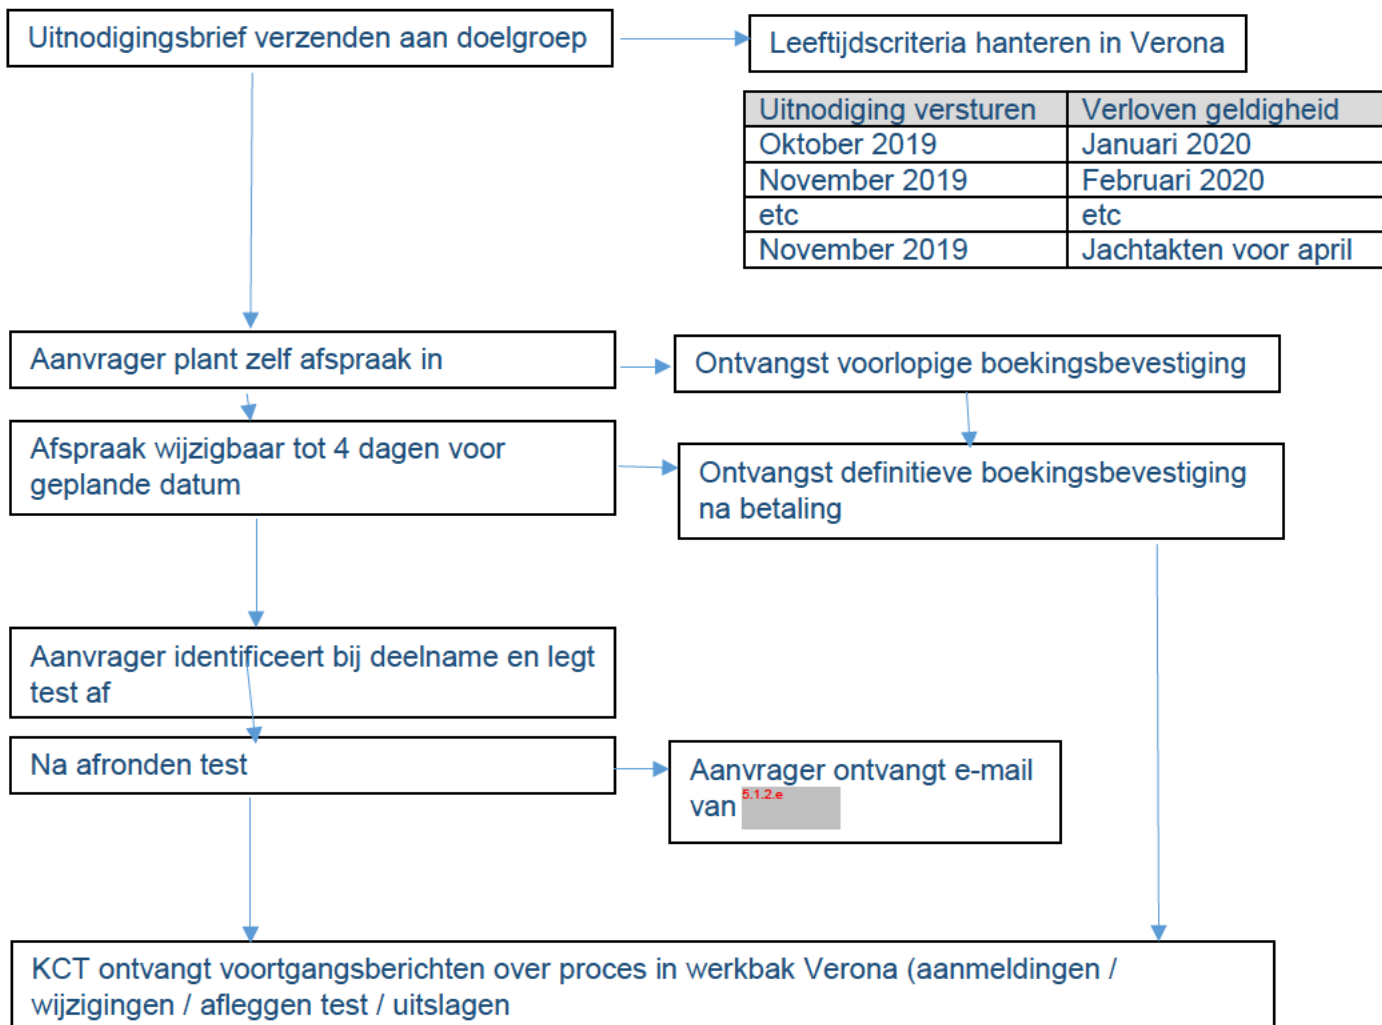 Uitnodigingsbrief verzenden aan doelgroep
Leeftijdscriteria hanteren in Verona
Uitnodiging versturen Verloven geldigheid
Oktober 2019 Januari 2020
November 2019 Februari 2020
etc etc
November 2019 Jachtakten voor april
Aanvrager plant zelf afspraak in
Ontvangst voorlopige boekingsbevestiging
Afspraak wijzigbaar tot 4 dagen voor
geplande datum
Ontvangst definitieve boekingsbevestiging
na betaling
Aanvrager identificeert bij deelname en legt
test af
Na afronden test
Aanvrager ontvangt e-mail
van 5.1.2.e
KCT ontvangt voortgangsberichten over proces in werkbak Verona (aanmeldingen /
wijzigingen / afleggen test / uitslagen